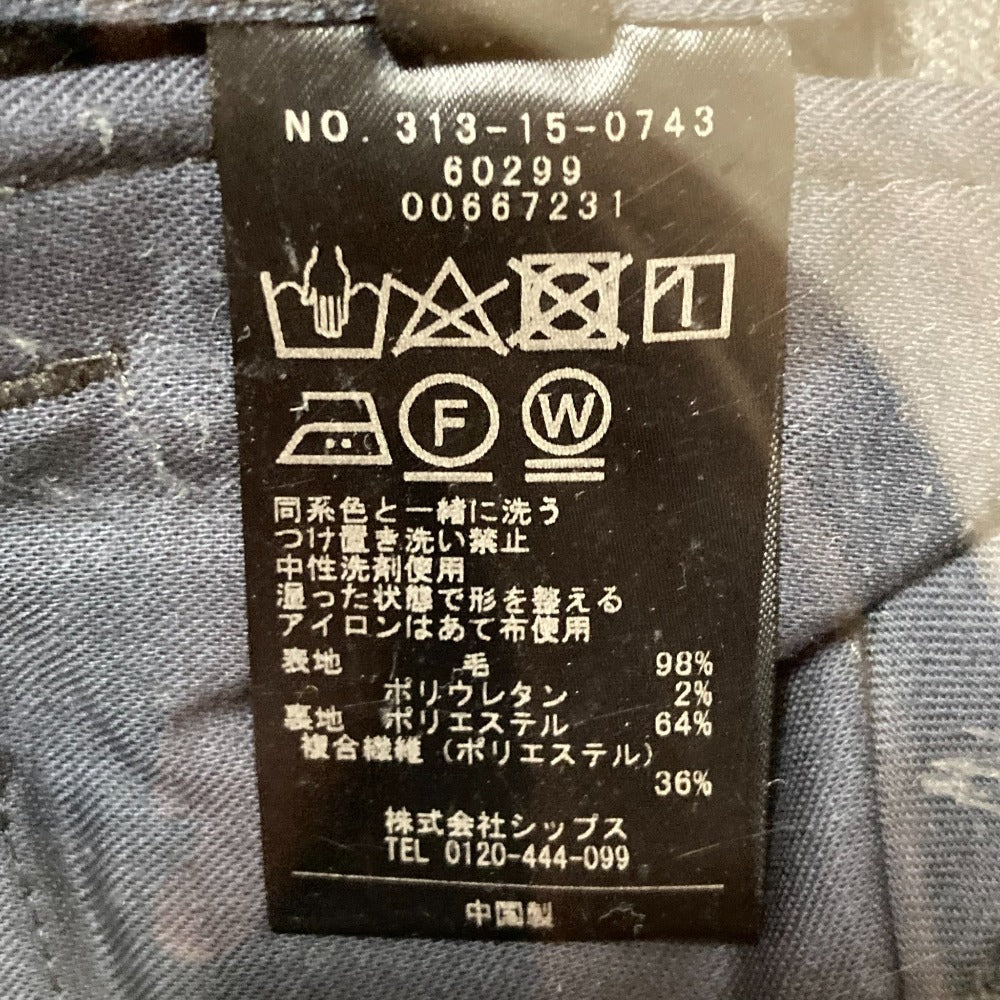 NO. 313-15-0743
60299
00667231
F W
同系色と一緒に洗う
つけ置き洗い禁止
中性洗剤使用
湿った状態で形を整える
アイロンはあて布使用
表地 毛 98%
ポリウレタン 2%
裏地 ポリエステル 64%
複合繊維(ポリエステル)
36%
株式会社シップス
TEL 0120-444-099
中国製